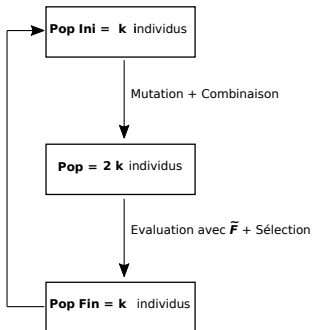 Pop Ini = k individus
Mutation + Combinaison
Pop = 2 k individus
Evaluation avec F̃ + Sélection
Pop Fin = k individus